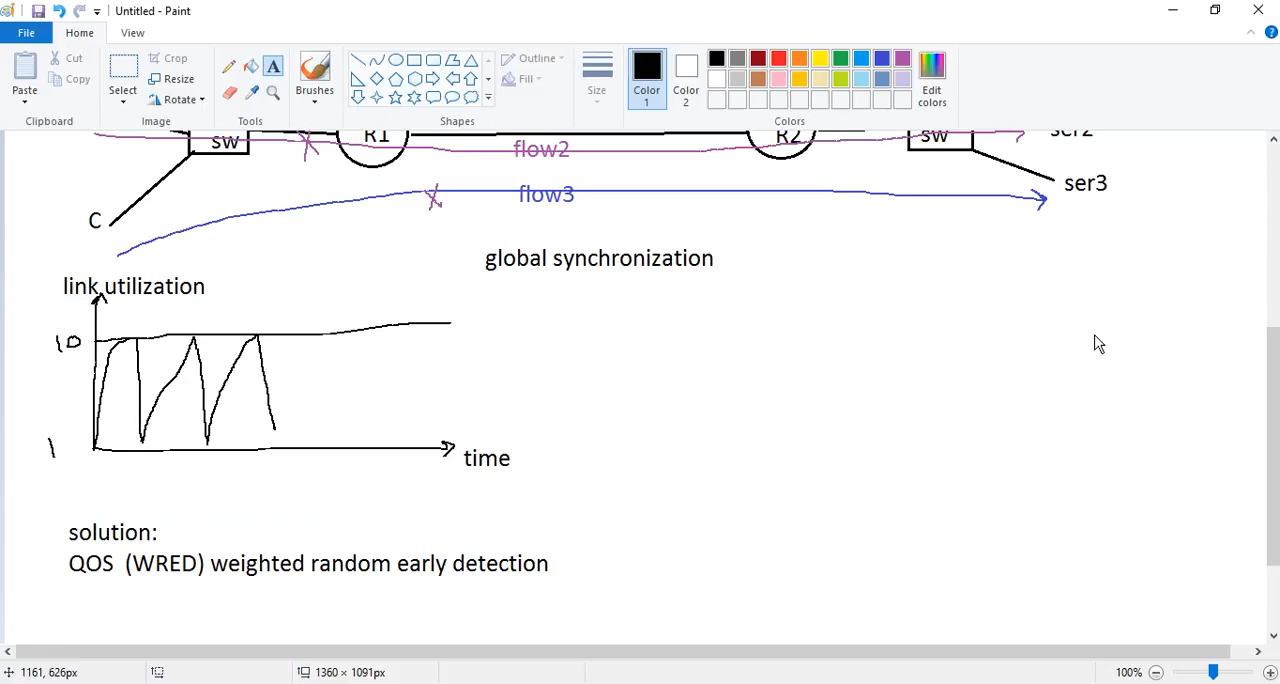 Untitled - Paint
File Home View
Paste
Cut
Copy
Clipboard
Select
Crop
Resize
Rotate
Image
A
Tools
Brushes
Shapes
Outline
Fill
Size
Color 1
Color 2
Edit colors
Colors
sw
R1
R2
sw
ser2
flow2
flow3
ser3
C
global synchronization
link utilization
10
1
time
solution:
QOS (WRED) weighted random early detection
1161, 626px
1360 × 1091px
100%